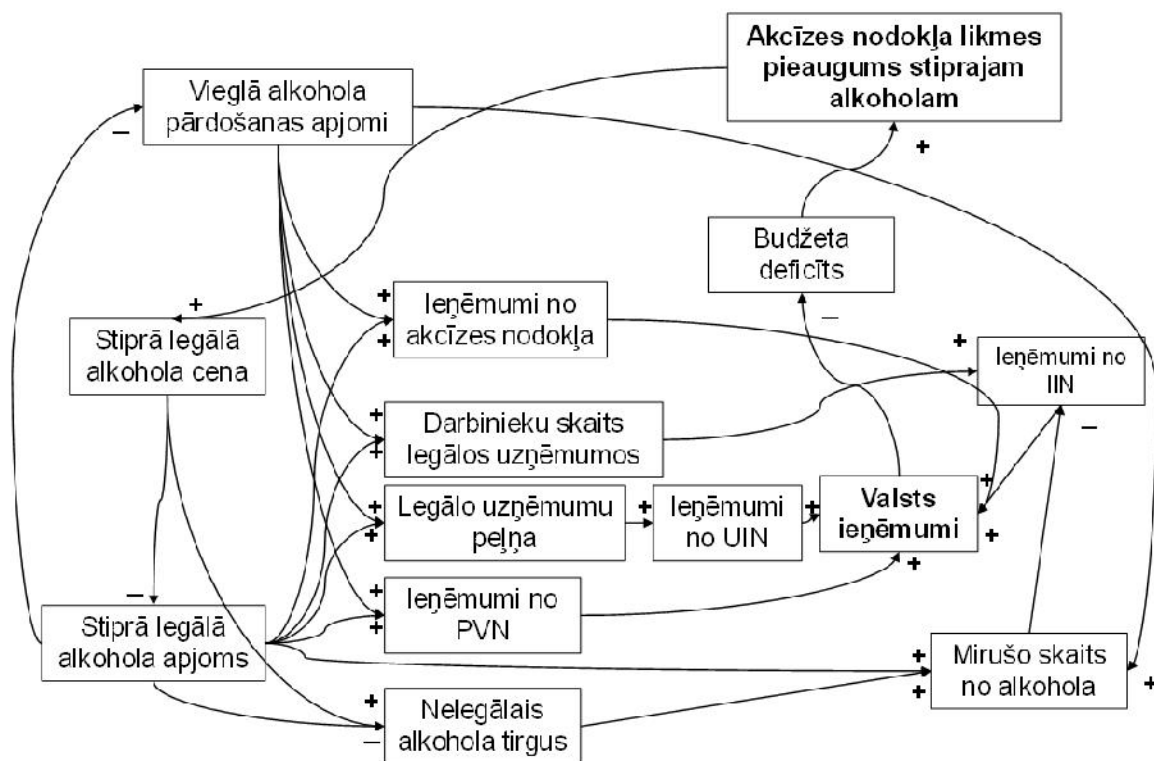 Akcīzes nodokļa likmes
pieaugums stiprajam
alkoholam
Vieglā alkohola
pārdošanas apjomi
–
+
Budžeta
deficīts
–
+
Stiprā legālā
alkohola cena
+
Ieņēmumi no
akcīzes nodokļa
+
+
Ieņēmumi no
IIN
–
+
Darbinieku skaits
legālos uzņēmumos
+
+
Legālo uzņēmumu
peļņa
+
+
Ieņēmumi
no UIN
+
Valsts
ieņēmumi
+
+
+
Ieņēmumi no
PVN
+
+
+
–
Stiprā legālā
alkohola apjoms
+
Mirušo skaits
no alkohola
+
+
+
Nelegālais
alkohola tirgus
–